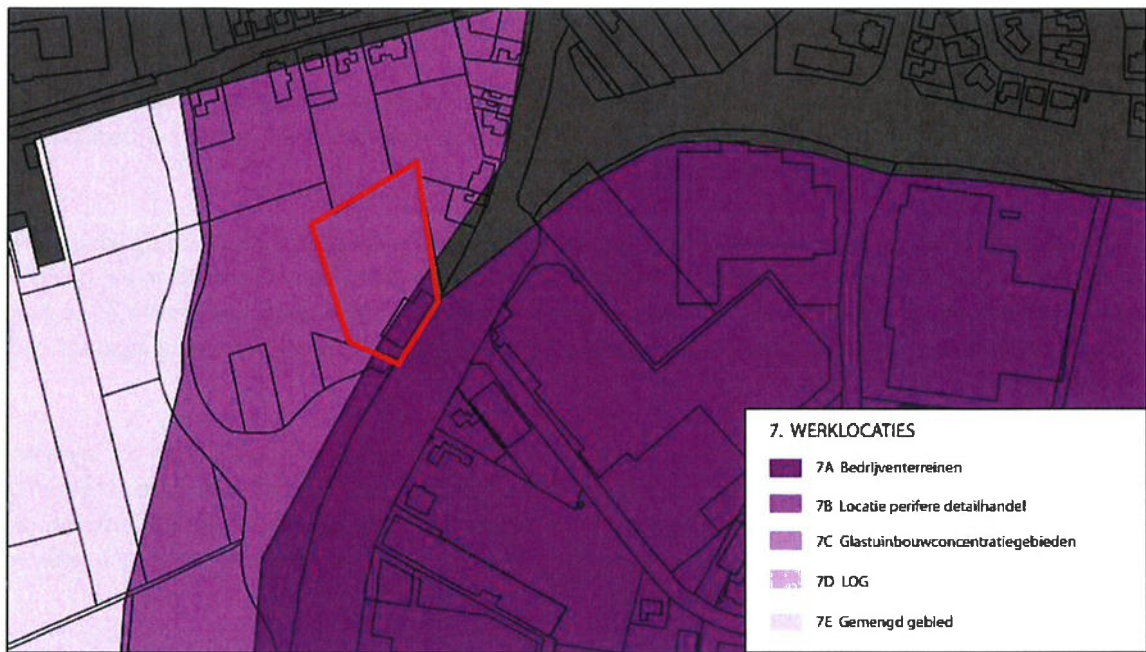 7. WERKLOCATIES
7A Bedrijventerreinen
7B Locatie perifere detailhandel
7C Glastuinbouwconcentratiegebieden
7D LOG
7E Gemengd gebied